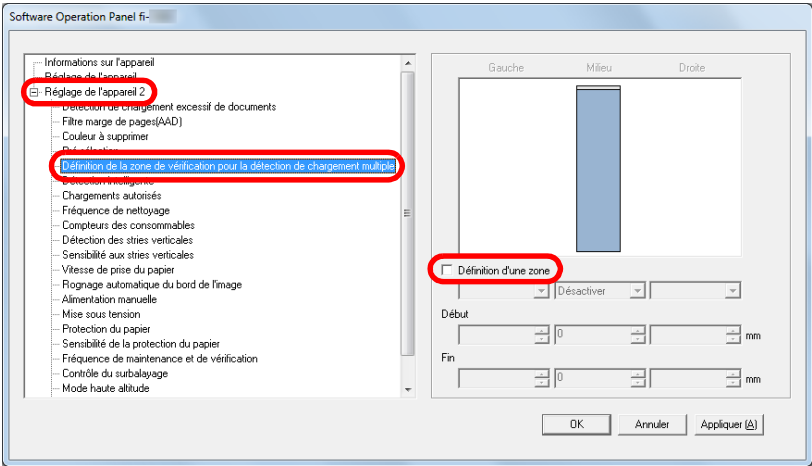 Software Operation Panel fi-
Informations sur l'appareil
Réglage de l'appareil
Réglage de l'appareil 2
Détection de chargement excessif de documents
Filtre marge de pages(AAD)
Couleur à supprimer
Pré-sélection
Définition de la zone de vérification pour la détection de chargement multiple
Détection intelligente
Chargements autorisés
Fréquence de nettoyage
Compteurs des consommables
Détection des stries verticales
Sensibilité aux stries verticales
Vitesse de prise du papier
Rognage automatique du bord de l'image
Alimentation manuelle
Mise sous tension
Protection du papier
Sensibilité de la protection du papier
Fréquence de maintenance et de vérification
Contrôle du surbalayage
Mode haute altitude
Gauche Milieu Droite
Définition d'une zone
Désactiver
Début
0 mm
Fin
0 mm
OK Annuler Appliquer (A)